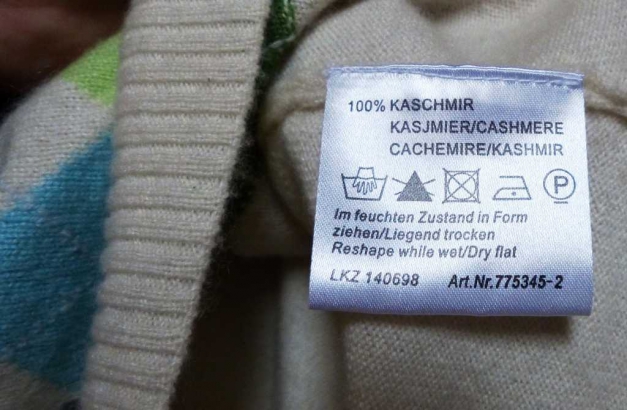 100% KASCHMIR
KASJMIER/CASHMERE
CACHEMIRE/KASHMIR
P
Im feuchten Zustand in Form
ziehen/Liegend trocken
Reshape while wet/Dry flat
LKZ 140698 Art.Nr.775345-2